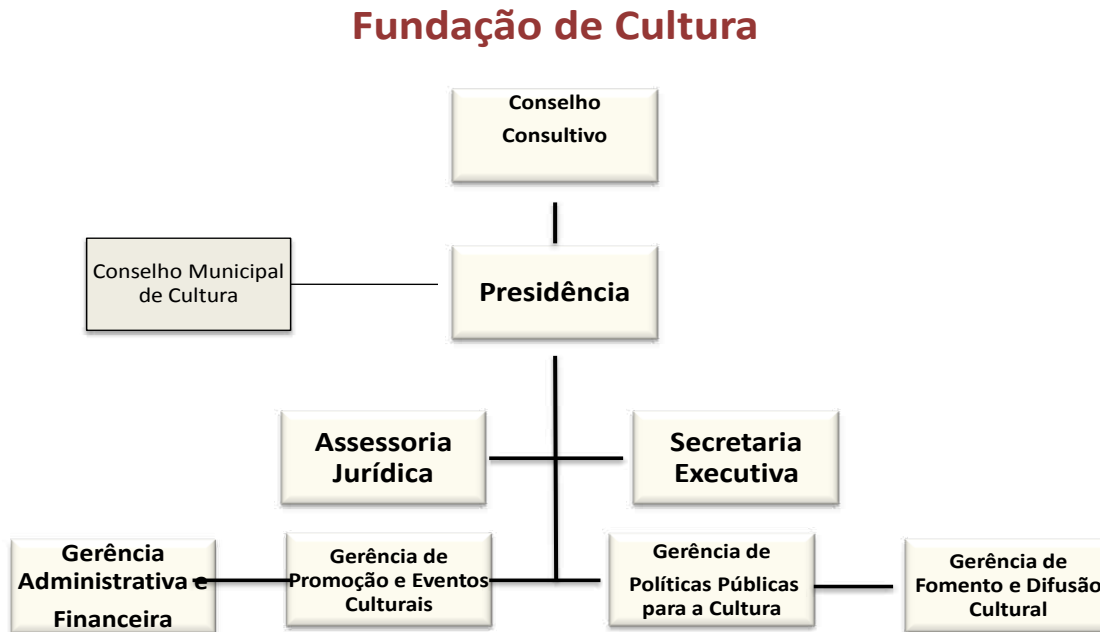 Fundação de Cultura
Conselho
Consultivo
Conselho Municipal
de Cultura
Presidência
Assessoria
Jurídica
Secretaria
Executiva
Gerência
Administrativa e
Financeira
Gerência de
Promoção e Eventos
Culturais
Gerência de
Políticas Públicas
para a Cultura
Gerência de
Fomento e Difusão
Cultural